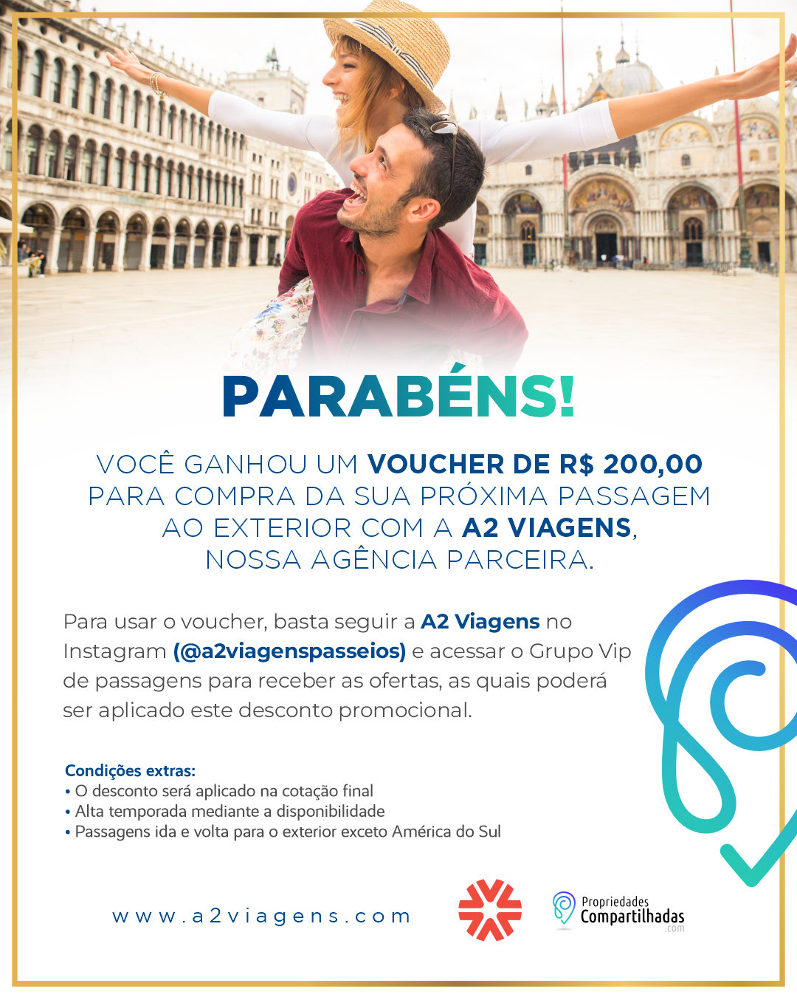 PARABÉNS!
VOCÊ GANHOU UM VOUCHER DE R$ 200,00
PARA COMPRA DA SUA PRÓXIMA PASSAGEM
AO EXTERIOR COM A A2 VIAGENS,
NOSSA AGÊNCIA PARCEIRA.
Para usar o voucher, basta seguir a A2 Viagens no
Instagram (@a2viagenspasseios) e acessar o Grupo Vip
de passagens para receber as ofertas, as quais poderá
ser aplicado este desconto promocional.
Condições extras:
• O desconto será aplicado na cotação final
• Alta temporada mediante a disponibilidade
• Passagens ida e volta para o exterior exceto América do Sul
www.a2viagens.com
Propriedades
Compartilhadas
.com